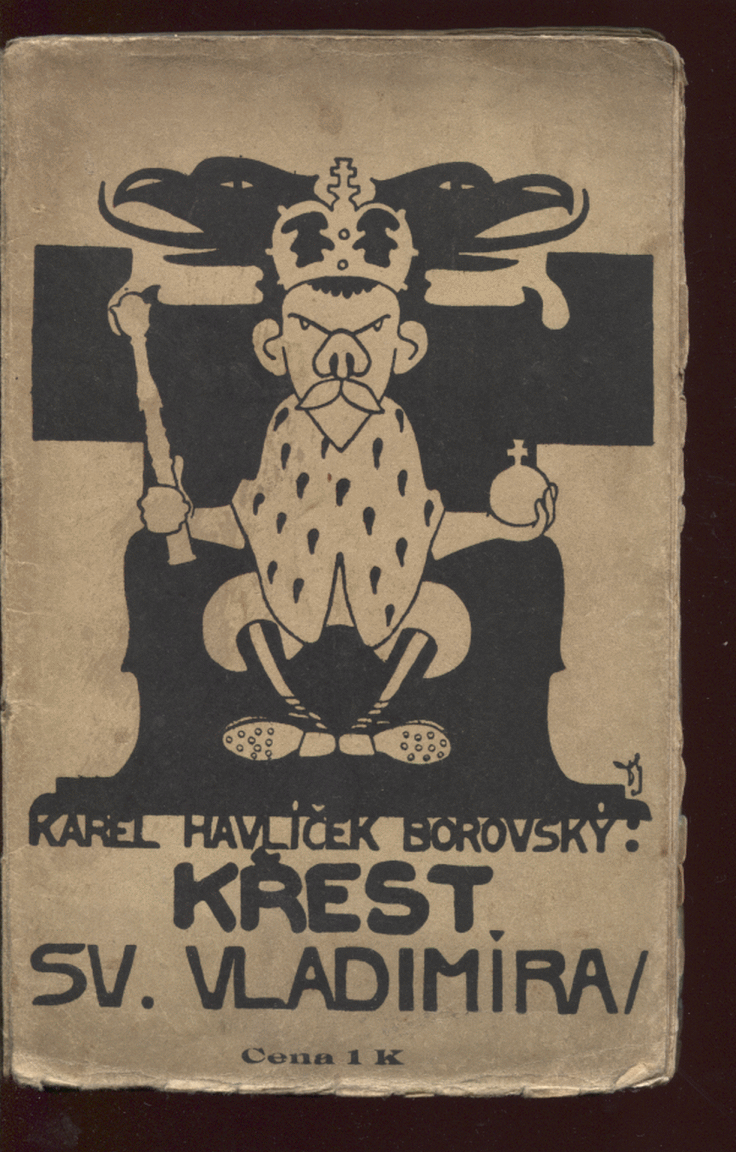 KAREL HAVLÍČEK BOROVSKÝ:
KŘEST
SV. VLADIMÍRA/
Cena 1 K